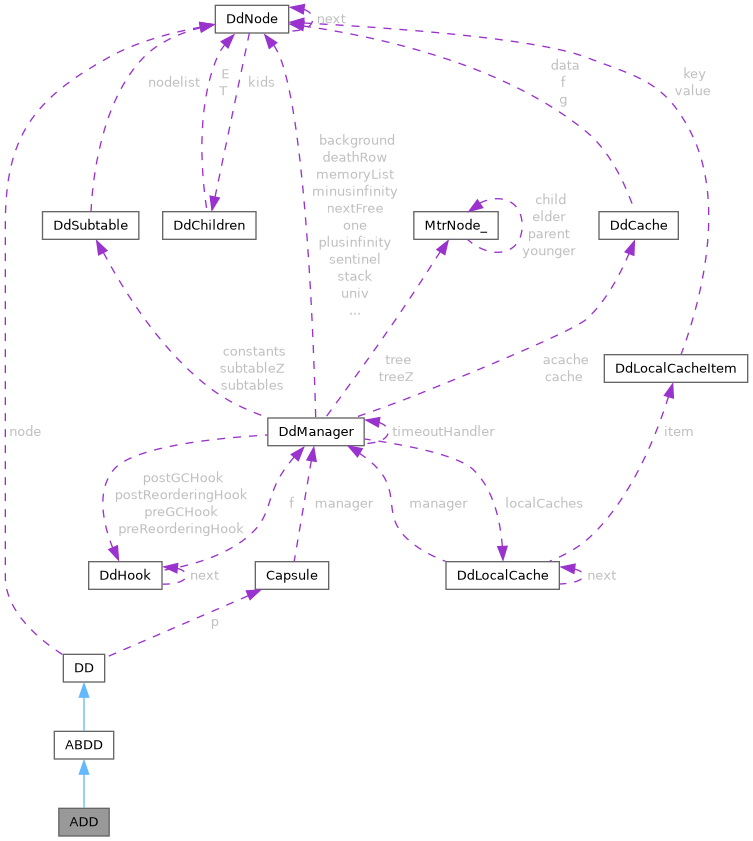 DdNode
next
nodelist
E
T
kids
data
f
g
key
value
background
deathRow
memoryList
minusinfinity
nextFree
one
plusinfinity
sentinel
stack
univ
...
child
elder
parent
younger
DdSubtable
DdChildren
MtrNode_
DdCache
constants
subtableZ
subtables
tree
treeZ
acache
cache
DdLocalCacheItem
node
DdManager
timeoutHandler
item
postGCHook
postReorderingHook
preGCHook
preReorderingHook
f
manager
manager
localCaches
DdHook
next
Capsule
DdLocalCache
next
p
DD
ABDD
ADD